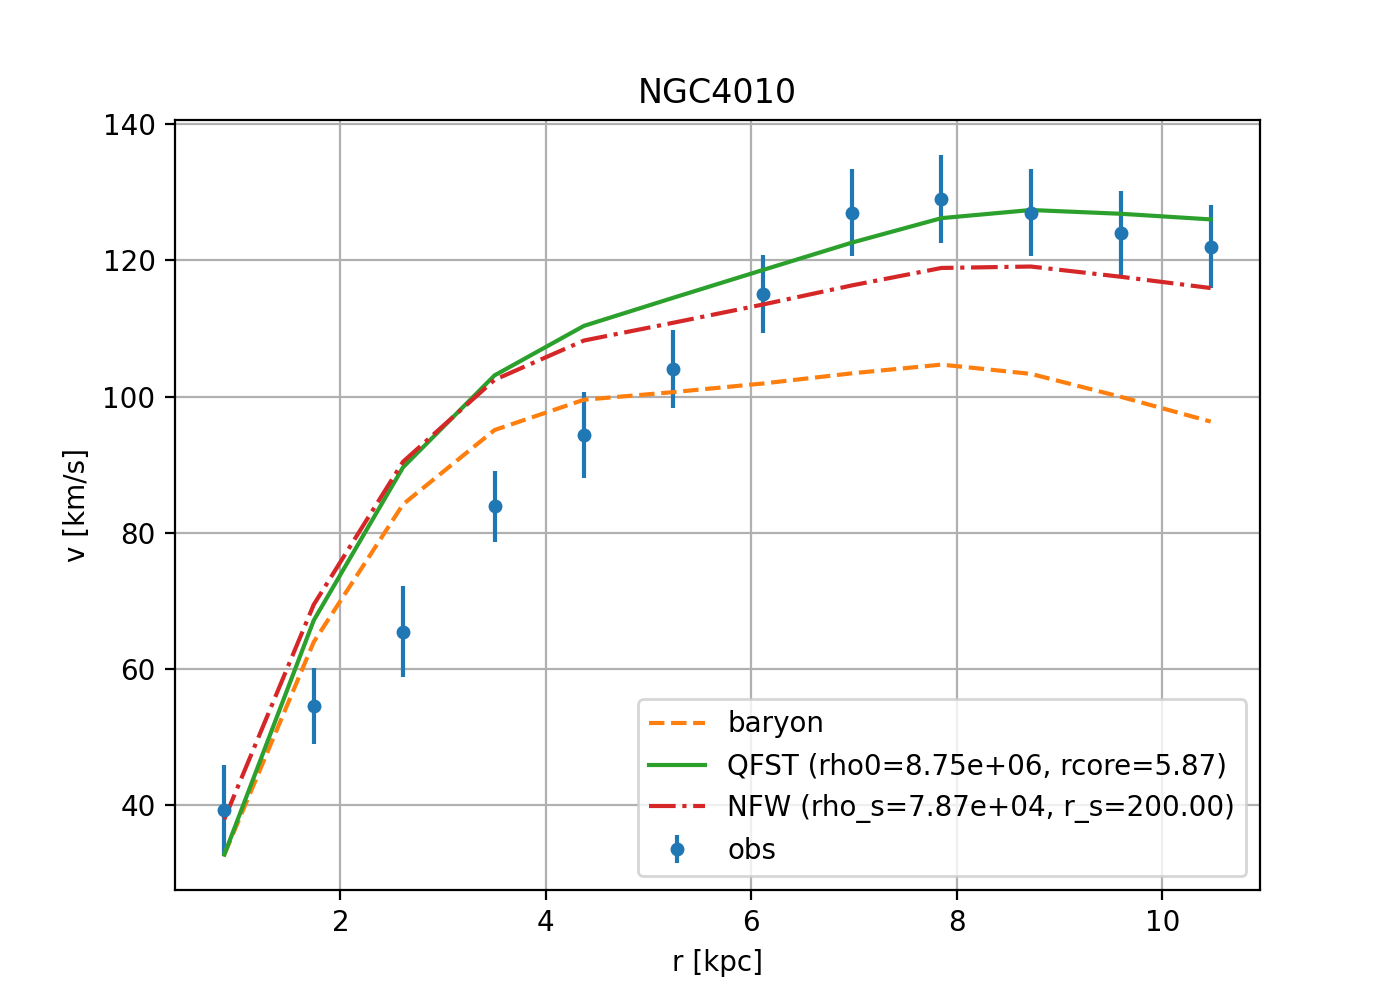 NGC4010
140
120
100
80
60
40
v [km/s]
2 4 6 8 10
r [kpc]
baryon
QFST (rho0=8.75e+06, rcore=5.87)
NFW (rho_s=7.87e+04, r_s=200.00)
obs